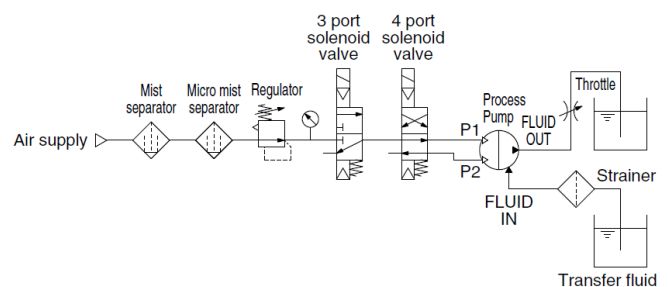 3 port
solenoid
valve
4 port
solenoid
valve
Mist
separator
Micro mist
separator
Regulator
Process
Pump
Throttle
Air supply
P1
P2
FLUID
OUT
FLUID
IN
Strainer
Transfer fluid